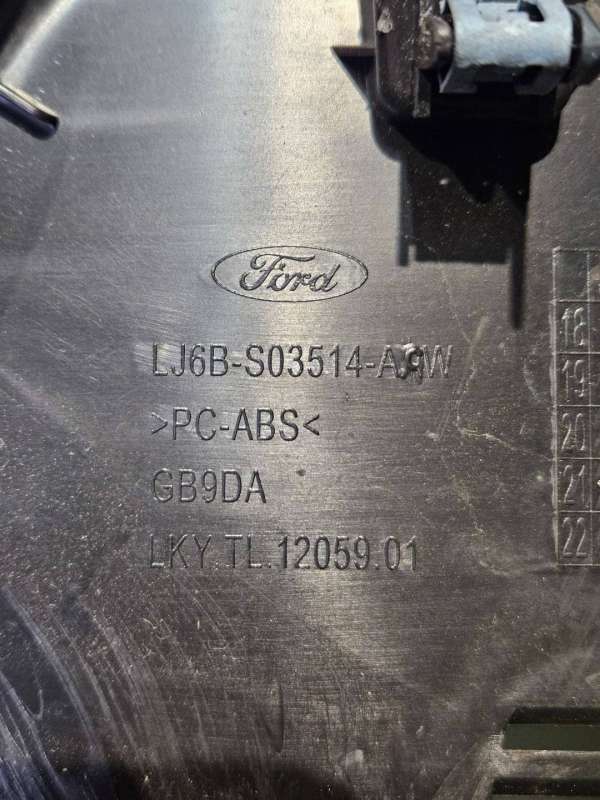 Ford
LJ6B-S03514-
>PC-ABS<
GB9DA
LKY.TL.12059.01
18
19
20
21
22